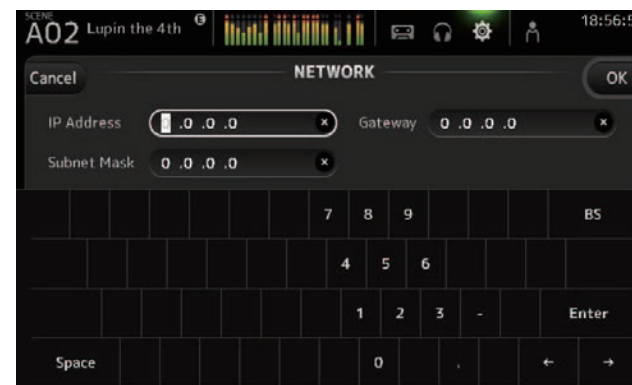 SCENE
A02 Lupin the 4th E 18:56:5
Cancel NETWORK OK
IP Address 0 .0 .0 .0 × Gateway 0 .0 .0 .0 ×
Subnet Mask 0 .0 .0 .0 ×
7 8 9 BS
4 5 6
1 2 3 - Enter
Space 0 . ← →